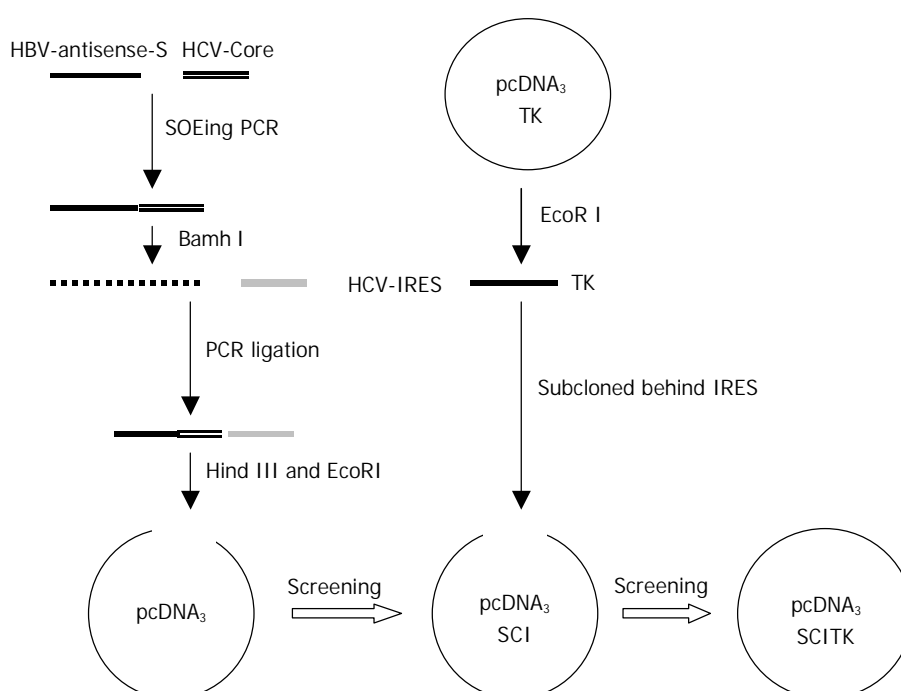 HBV-antisense-S HCV-Core
pcDNA₃
TK
SOEing PCR
EcoR I
Bamh I
HCV-IRES
TK
PCR ligation
Subcloned behind IRES
Hind III and EcoRI
pcDNA₃
Screening
pcDNA₃
SCI
Screening
pcDNA₃
SCITK